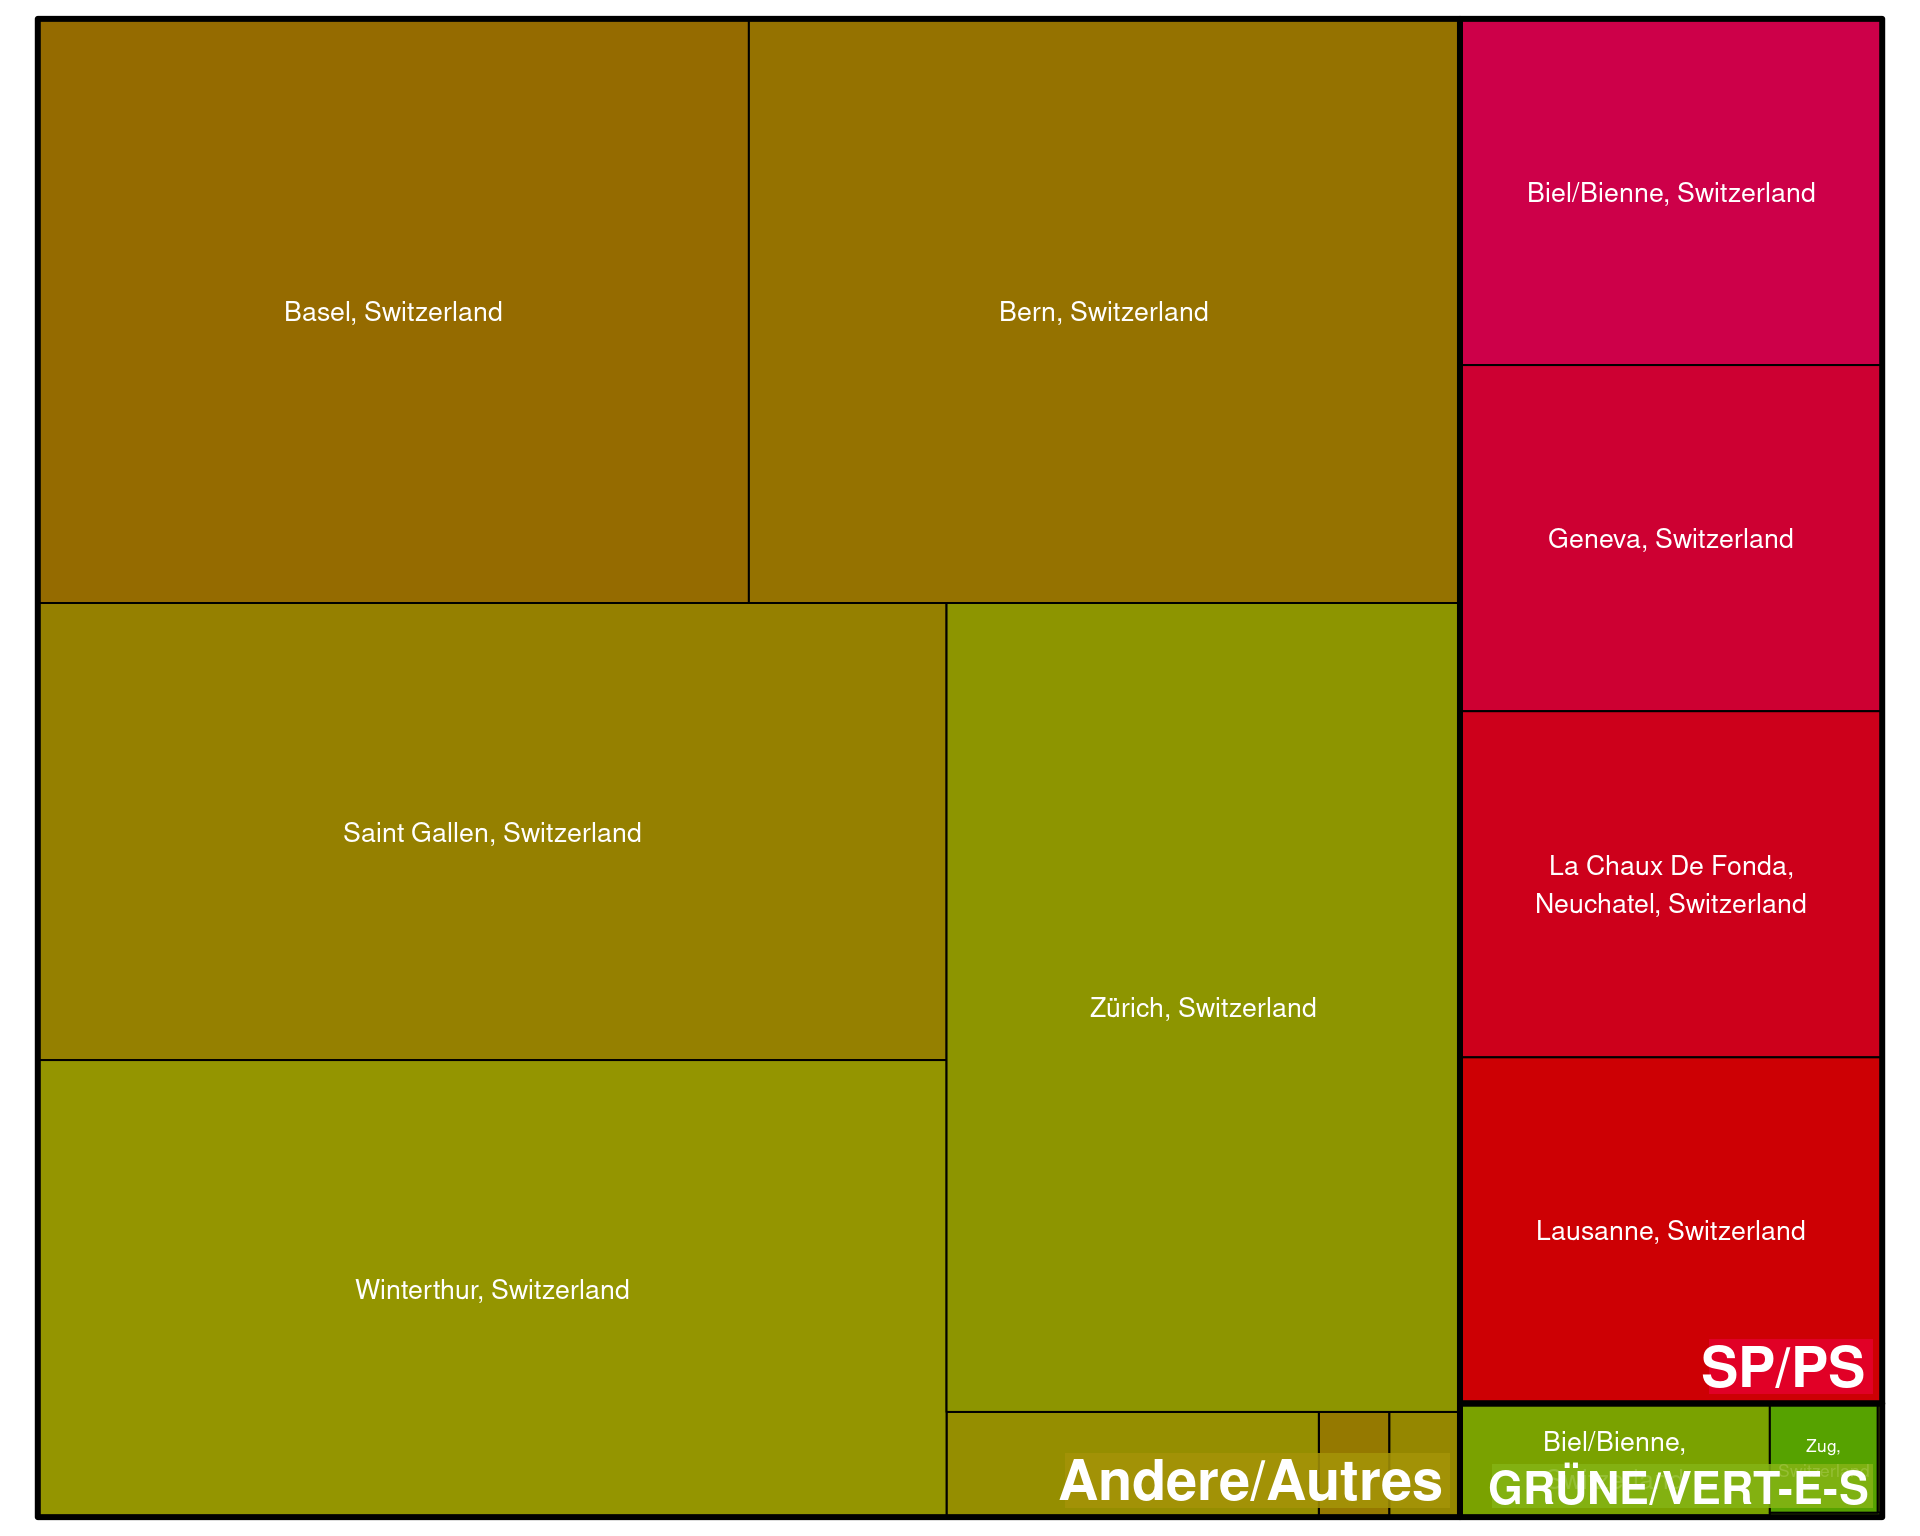 Basel, Switzerland
Bern, Switzerland
Biel/Bienne, Switzerland
Geneva, Switzerland
Saint Gallen, Switzerland
Zürich, Switzerland
La Chaux De Fonda,
Neuchatel, Switzerland
Winterthur, Switzerland
Lausanne, Switzerland
SP/PS
Andere/Autres
Biel/Bienne,
Zug,
GRÜNE/VERT-E-S